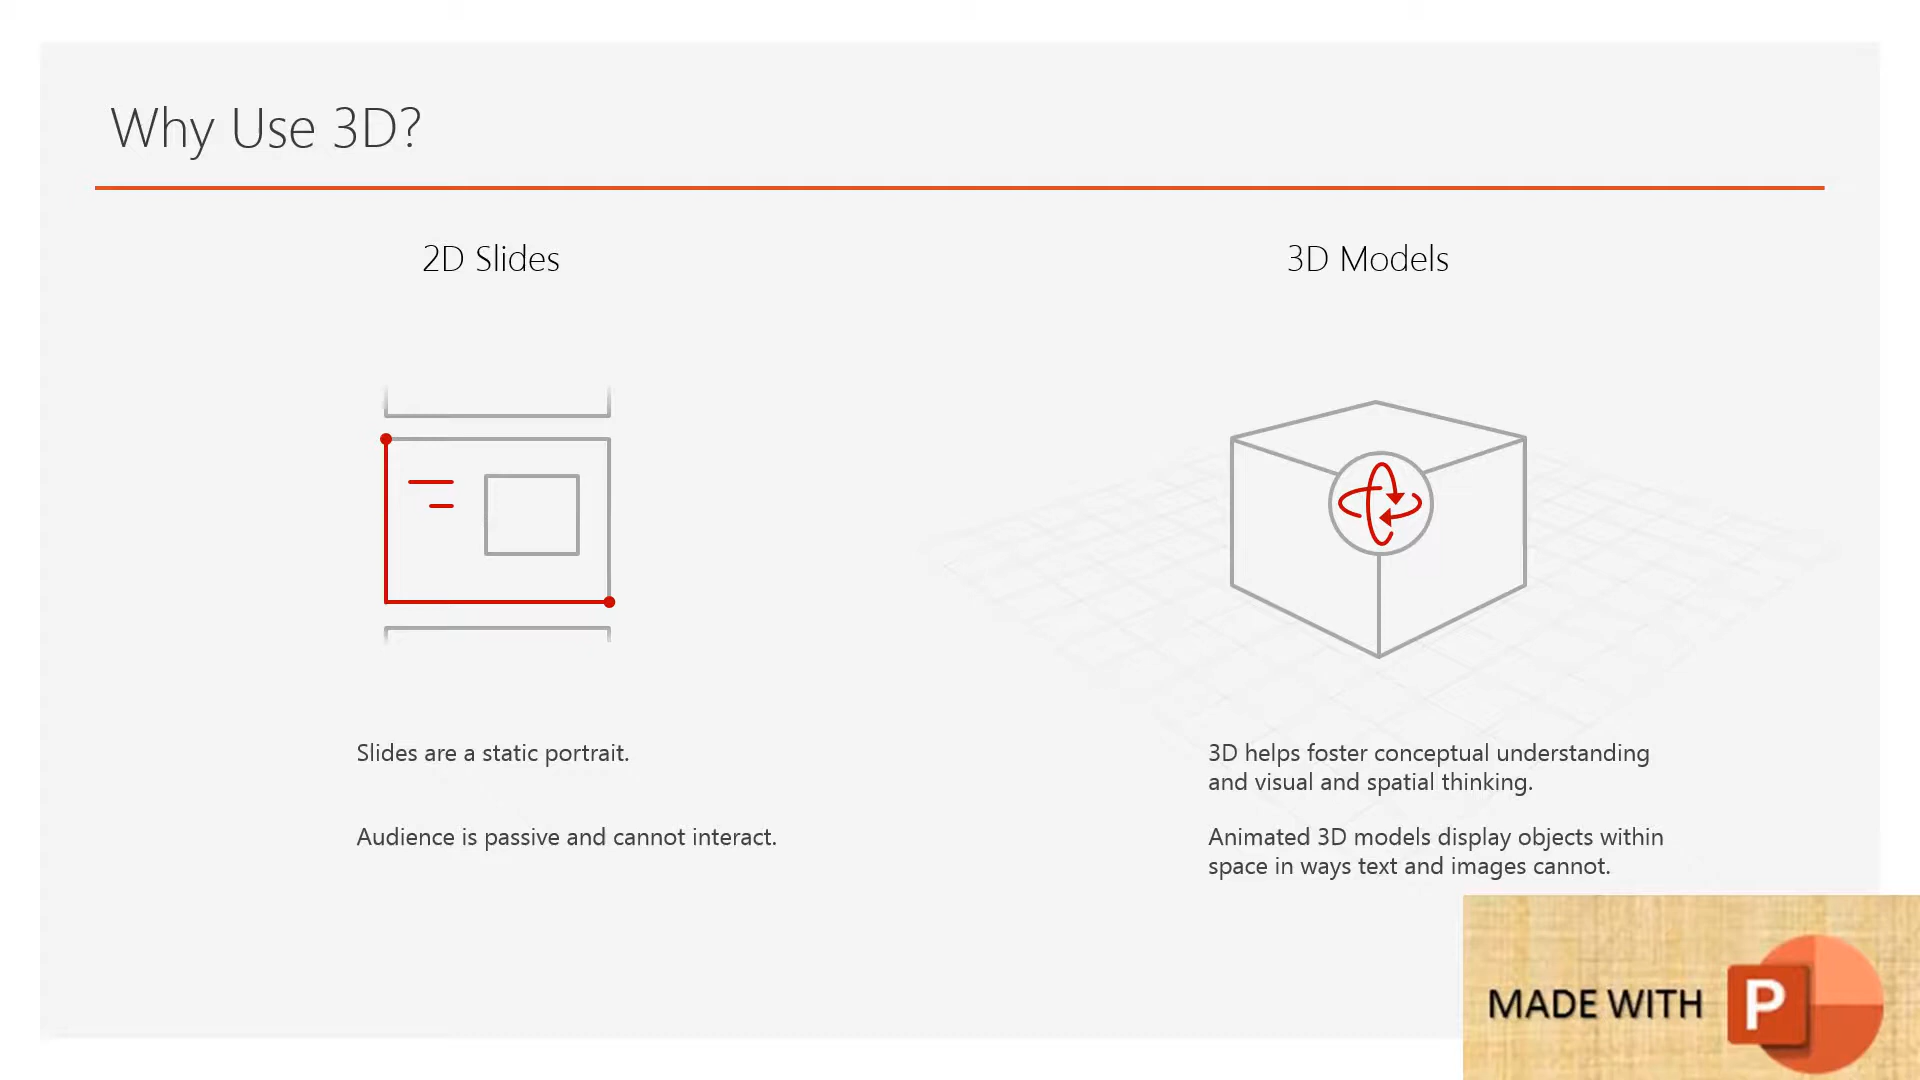 Why Use 3D?
2D Slides
3D Models
Slides are a static portrait.
Audience is passive and cannot interact.
3D helps foster conceptual understanding
and visual and spatial thinking.
Animated 3D models display objects within
space in ways text and images cannot.
MADE WITH P